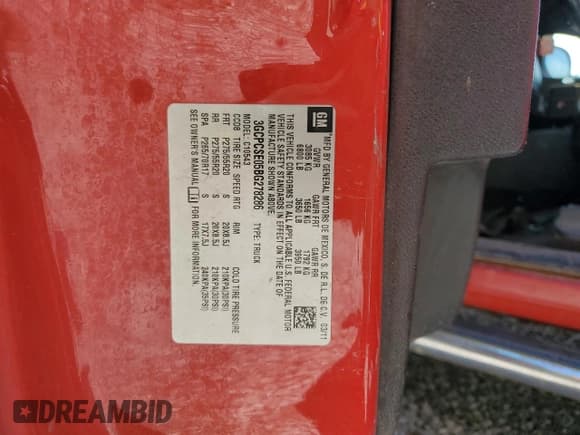 GM
MFD BY GENERAL MOTORS DE MEXICO, S. DE R.L. DE C.V. 03/11
GVWR GAWR FRT GAWR RR
3085 KG 1656 KG 1792 KG
6800 LB 3650 LB 3950 LB
THIS VEHICLE CONFORMS TO ALL APPLICABLE U.S. FEDERAL MOTOR
VEHICLE SAFETY STANDARDS IN EFFECT ON THE DATE OF
MANUFACTURE SHOWN ABOVE.
3GCPCSE05BC278286 TYPE: TRUCK
MODEL: C10543
CCD8 TIRE SIZE SPEED RTG RIM COLD TIRE PRESSURE
FRT P275/55R20 S 20X8.5J 210KPA(30PSI)
RR P275/55R20 S 20X8.5J 210KPA(30PSI)
SPA P265/70R17 S 17X7.5J 240KPA(35PSI)
SEE OWNER'S MANUAL FOR MORE INFORMATION.
DREAMBID